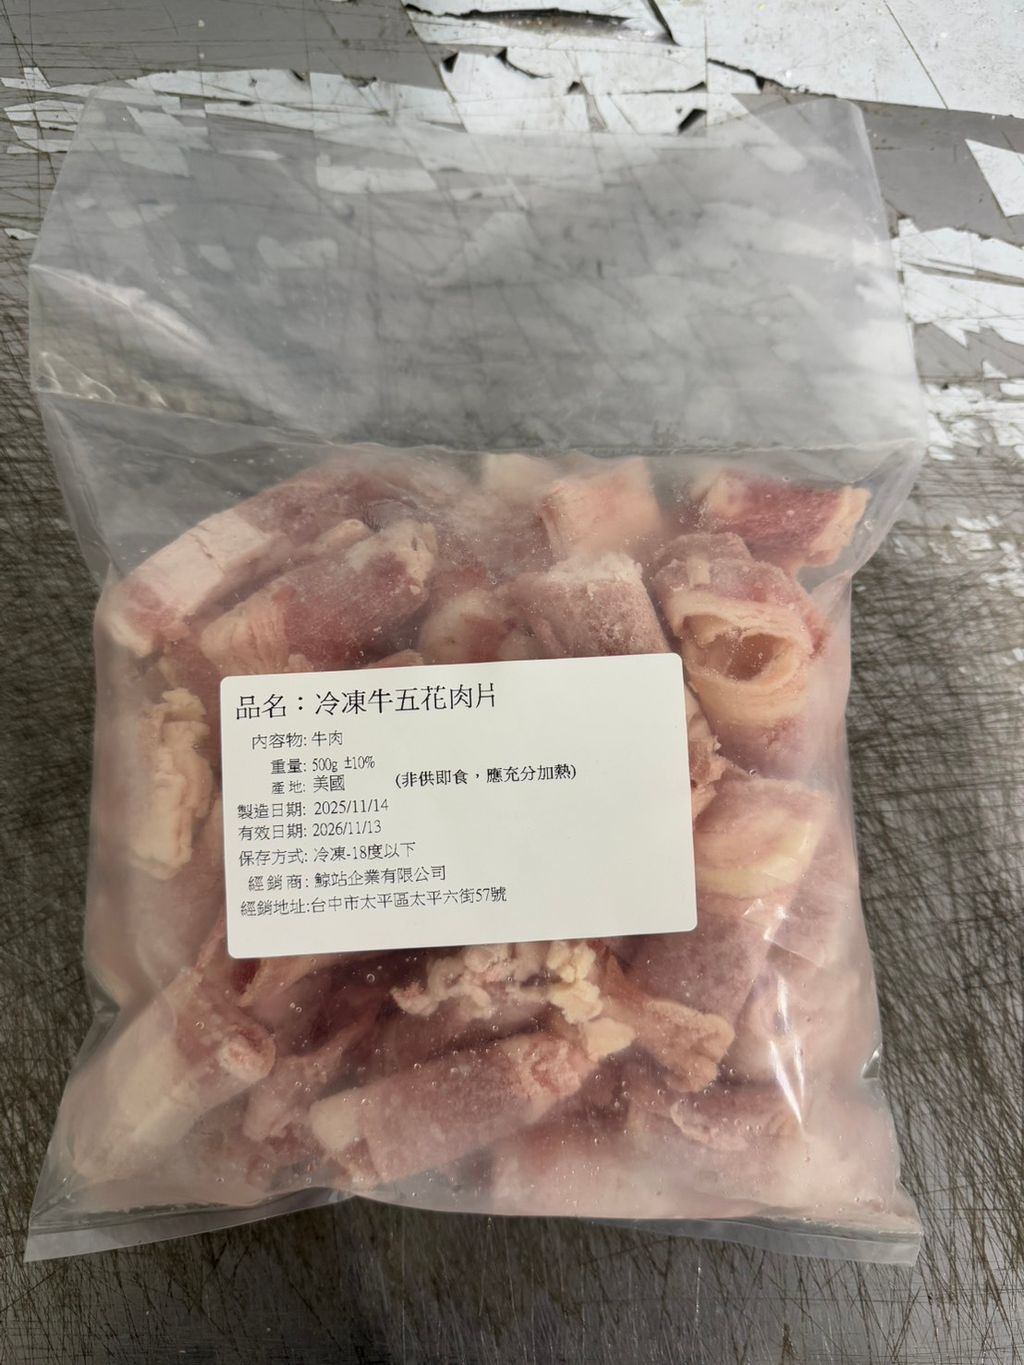 品名：冷凍牛五花肉片
內容物: 牛肉
重量: 500g ±10%
產地: 美國 (非供即食，應充分加熱)
製造日期: 2025/11/14
有效日期: 2026/11/13
保存方式: 冷凍-18度以下
經銷商: 鯨站企業有限公司
經銷地址:台中市太平區太平六街57號